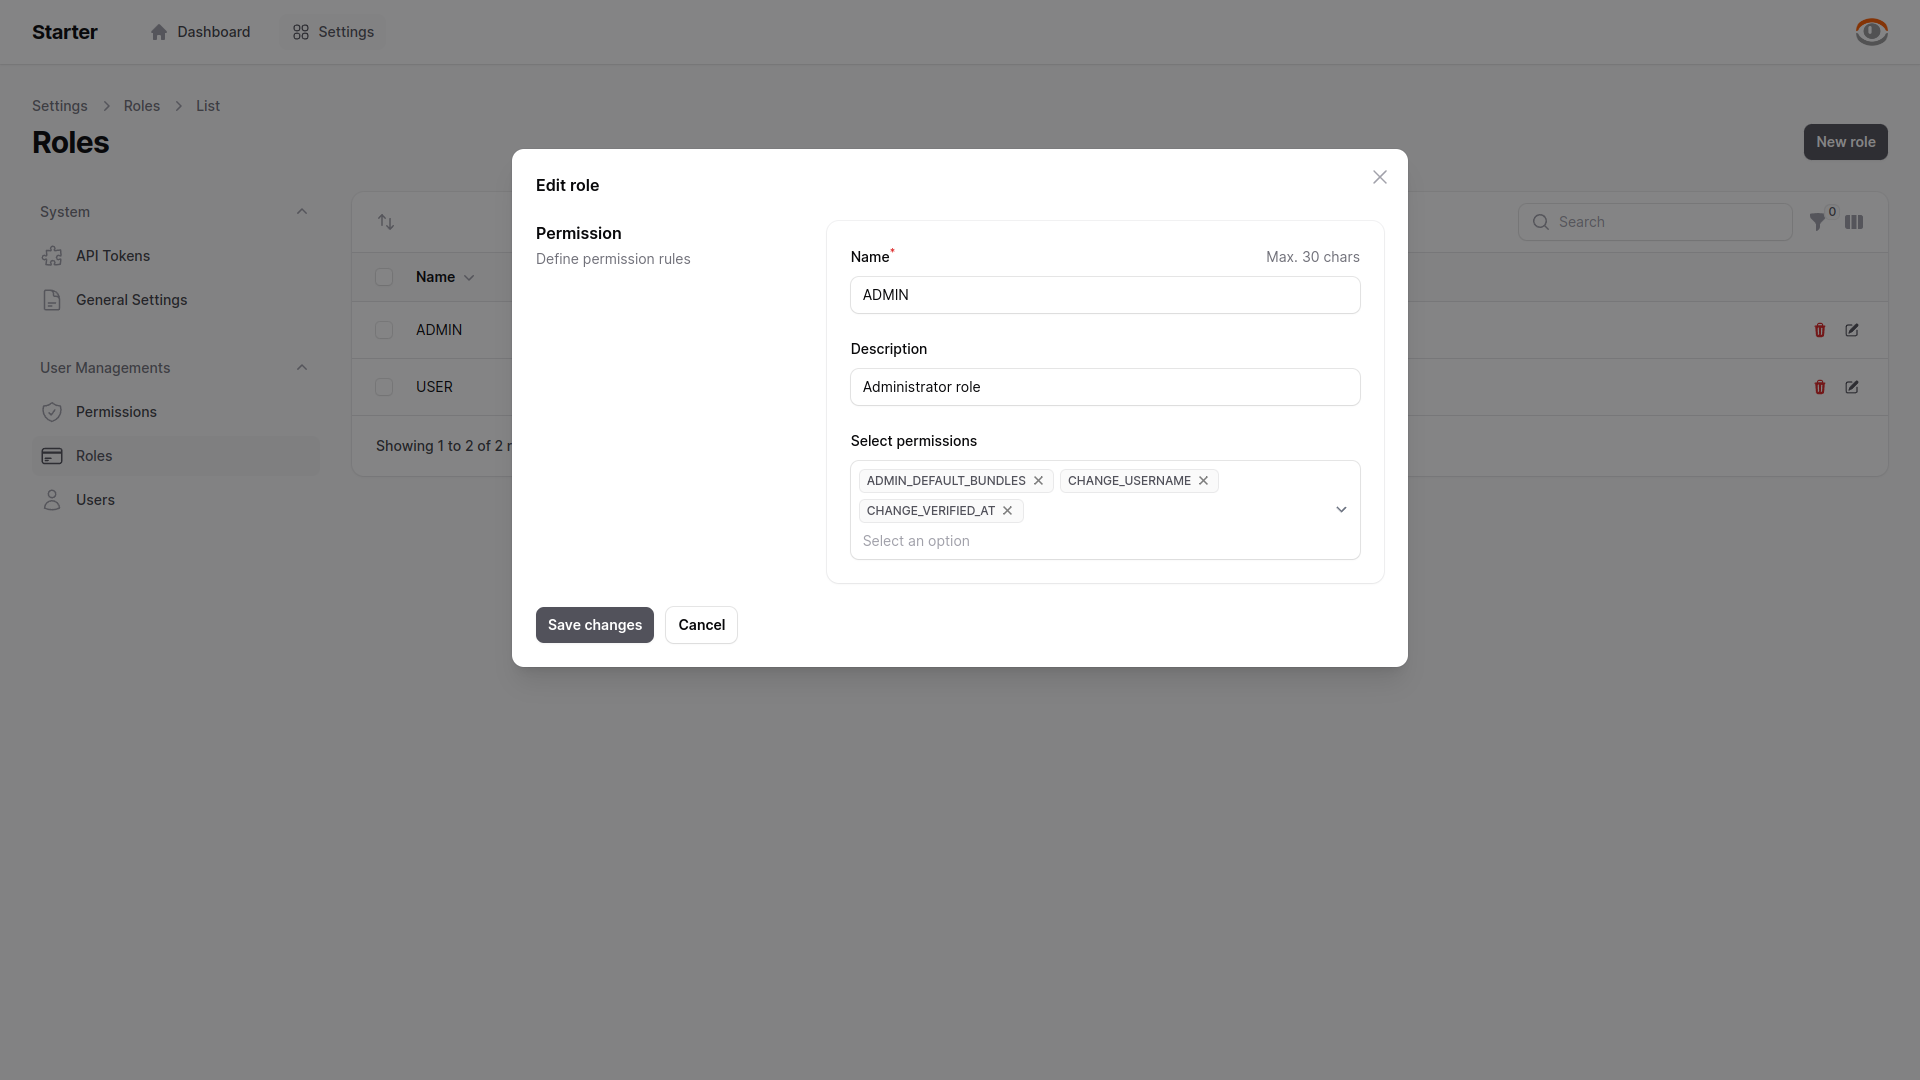 Starter
Dashboard
Settings
Settings
Roles
List
Roles
New role
System
API Tokens
General Settings
User Managements
Permissions
Roles
Users
Search
0
Name
ADMIN
USER
Showing 1 to 2 of 2
Edit role
Permission
Define permission rules
Name*
Max. 30 chars
ADMIN
Description
Administrator role
Select permissions
ADMIN_DEFAULT_BUNDLES
CHANGE_USERNAME
CHANGE_VERIFIED_AT
Select an option
Save changes
Cancel